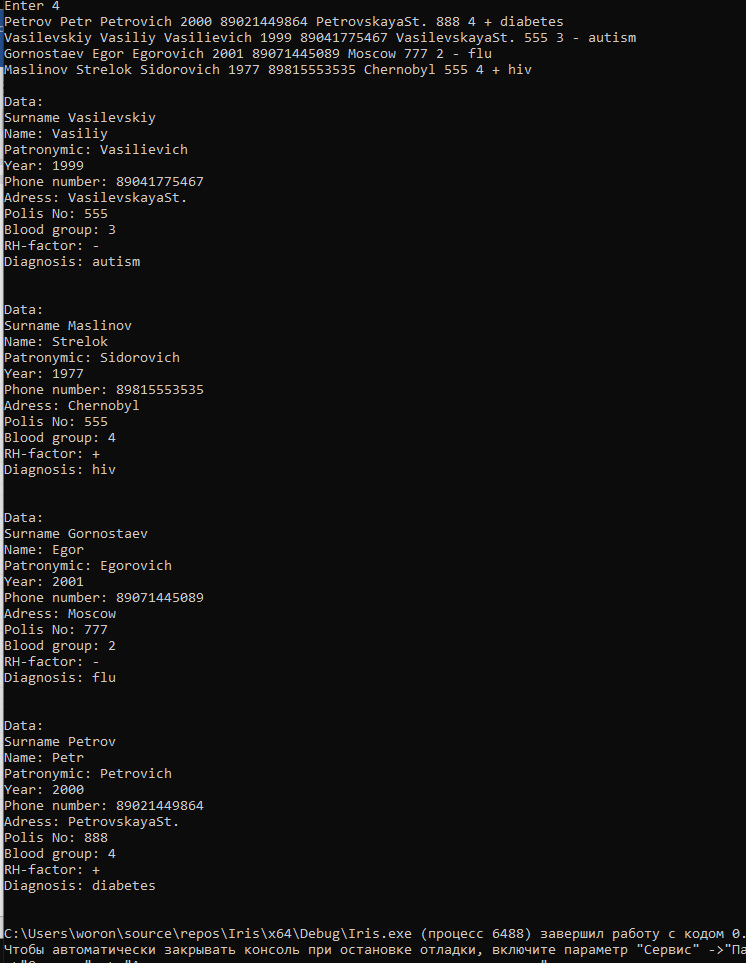 Enter 4
Petrov Petr Petrovich 2000 89021449864 PetrovskayaSt. 888 4 + diabetes
Vasilevskiy Vasiliy Vasilievich 1999 89041775467 VasilevskayaSt. 555 3 - autism
Gornostaev Egor Egorovich 2001 89071445089 Moscow 777 2 - flu
Maslinov Strelok Sidorovich 1977 89815553535 Chernobyl 555 4 + hiv
Data:
Surname Vasilevskiy
Name: Vasiliy
Patronymic: Vasilievich
Year: 1999
Phone number: 89041775467
Adress: VasilevskayaSt.
Polis No: 555
Blood group: 3
RH-factor: -
Diagnosis: autism
Data:
Surname Maslinov
Name: Strelok
Patronymic: Sidorovich
Year: 1977
Phone number: 89815553535
Adress: Chernobyl
Polis No: 555
Blood group: 4
RH-factor: +
Diagnosis: hiv
Data:
Surname Gornostaev
Name: Egor
Patronymic: Egorovich
Year: 2001
Phone number: 89071445089
Adress: Moscow
Polis No: 777
Blood group: 2
RH-factor: -
Diagnosis: flu
Data:
Surname Petrov
Name: Petr
Patronymic: Petrovich
Year: 2000
Phone number: 89021449864
Adress: PetrovskayaSt.
Polis No: 888
Blood group: 4
RH-factor: +
Diagnosis: diabetes
C:\Users\woron\source\repos\Iris\x64\Debug\Iris.exe (процесс 6488) завершил работу с кодом 0.
Чтобы автоматически закрывать консоль при остановке отладки, включите параметр "Сервис" ->"Па